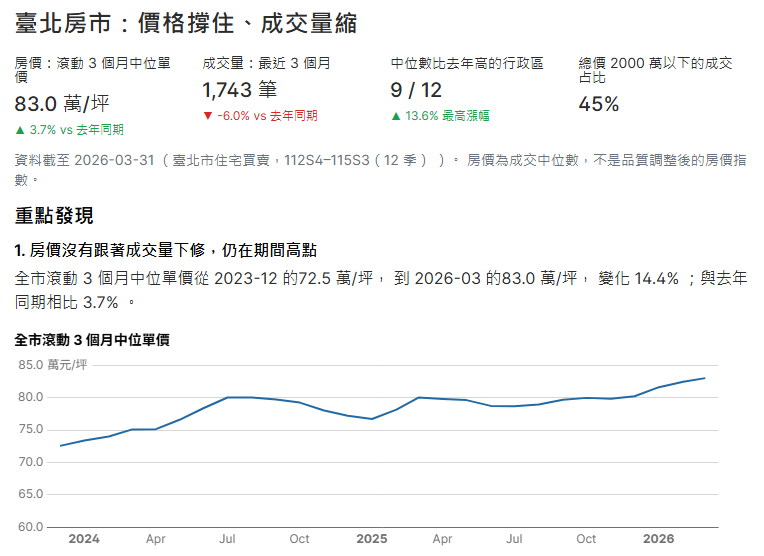 臺北房市：價格撐住、成交量縮
房價：滾動 3 個月中位單價
83.0 萬/坪
▲ 3.7% vs 去年同期
成交量：最近 3 個月
1,743 筆
▼ -6.0% vs 去年同期
中位數比去年高的行政區
9 / 12
▲ 13.6% 最高漲幅
總價 2000 萬以下的成交占比
45%
資料截至 2026-03-31（臺北市住宅買賣，112S4–115S3（12 季））。 房價為成交中位數，不是品質調整後的房價指
數。
重點發現
1. 房價沒有跟著成交量下修，仍在期間高點
全市滾動 3 個月中位單價從 2023-12 的72.5 萬/坪， 到 2026-03 的83.0 萬/坪， 變化 14.4% ；與去年
同期相比 3.7% 。
全市滾動 3 個月中位單價
85.0 萬元/坪
80.0
75.0
70.0
65.0
60.0
2024 Apr Jul Oct 2025 Apr Jul Oct 2026